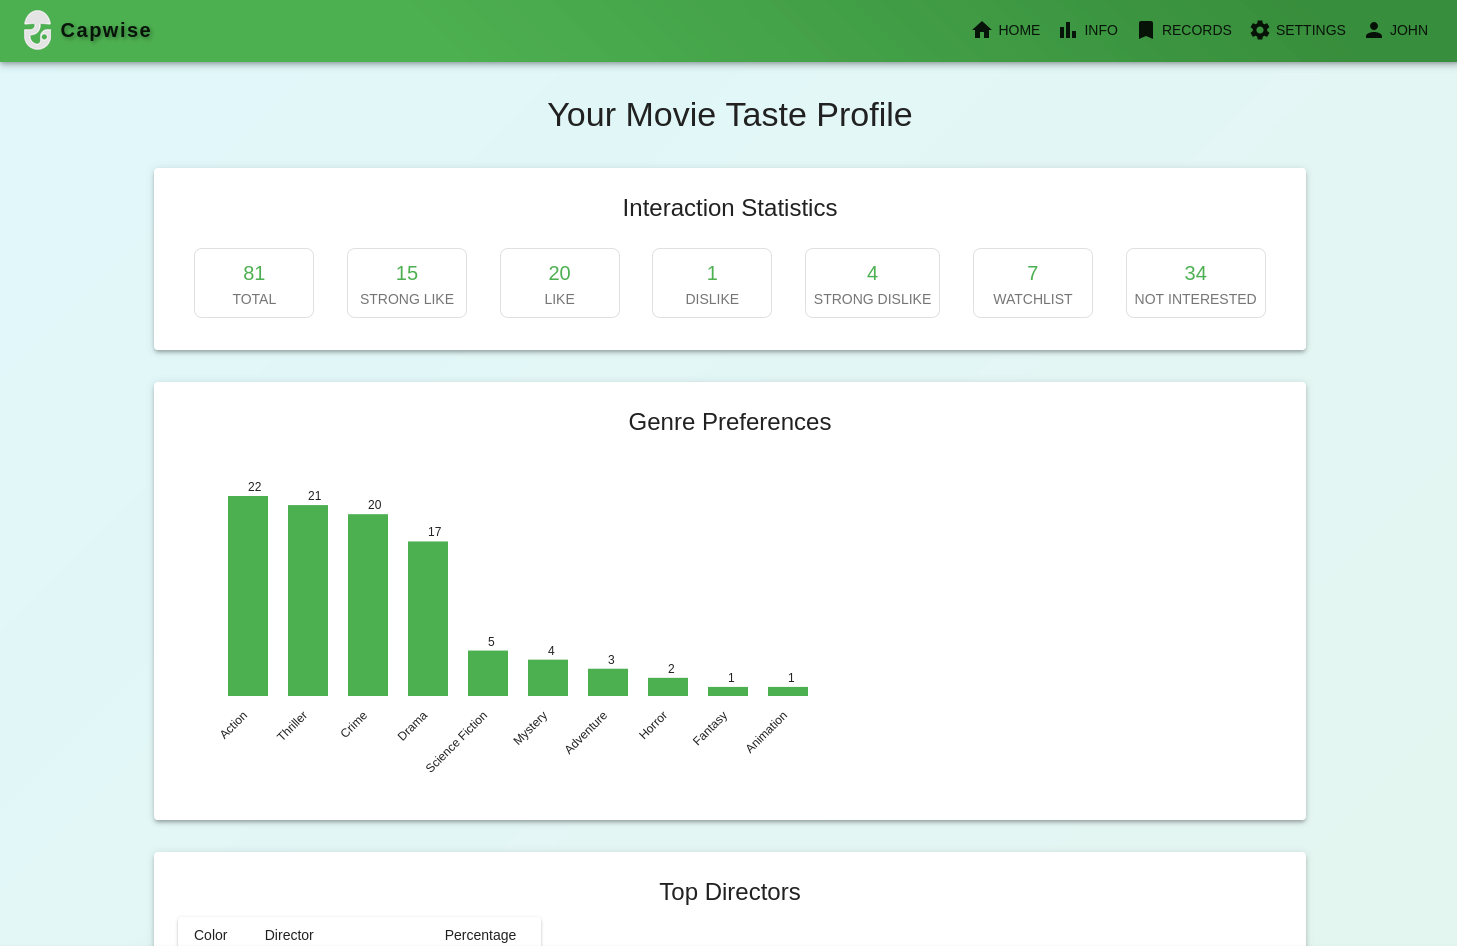 Capwise
HOME INFO RECORDS SETTINGS JOHN
Your Movie Taste Profile
Interaction Statistics
81 15 20 1 4 7 34
TOTAL STRONG LIKE LIKE DISLIKE STRONG DISLIKE WATCHLIST NOT INTERESTED
Genre Preferences
22 21 20 17 5 4 3 2 1 1
Action Thriller Crime Drama Science Fiction Mystery Adventure Horror Fantasy Animation
Top Directors
Color Director Percentage